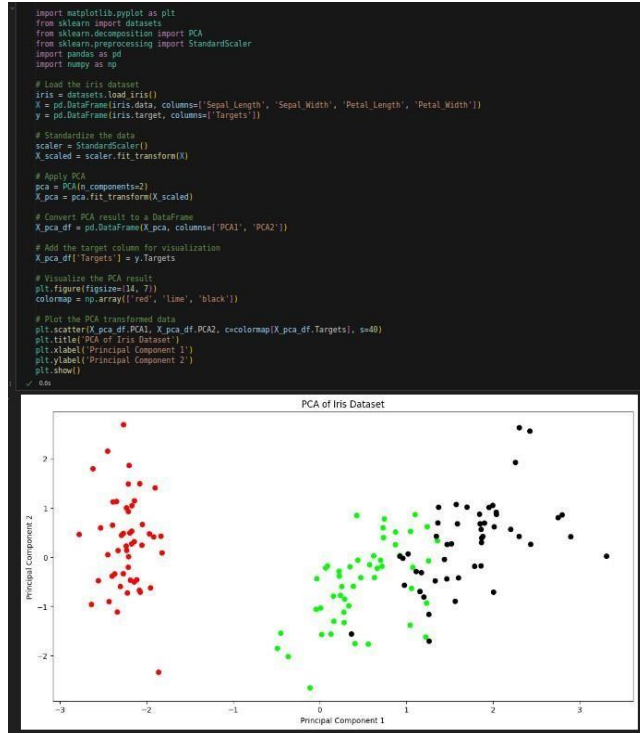 import matplotlib.pyplot as plt
from sklearn import datasets
from sklearn.decomposition import PCA
from sklearn.preprocessing import StandardScaler
import pandas as pd
import numpy as np

# Load the iris dataset
iris = datasets.load_iris()
X = pd.DataFrame(iris.data, columns=['Sepal_Length', 'Sepal_Width', 'Petal_Length', 'Petal_Width'])
y = pd.DataFrame(iris.target, columns=['Targets'])

# Standardize the data
scaler = StandardScaler()
X_scaled = scaler.fit_transform(X)

# Apply PCA
pca = PCA(n_components=2)
X_pca = pca.fit_transform(X_scaled)

# Convert PCA result to a DataFrame
X_pca_df = pd.DataFrame(X_pca, columns=['PCA1', 'PCA2'])

# Add the target column for visualization
X_pca_df['Targets'] = y.Targets

# Visualize the PCA result
plt.figure(figsize=(14, 7))
colormap = np.array(['red', 'lime', 'black'])

# Plot the PCA transformed data
plt.scatter(X_pca_df.PCA1, X_pca_df.PCA2, c=colormap[X_pca_df.Targets], s=40)
plt.title('PCA of Iris Dataset')
plt.xlabel('Principal Component 1')
plt.ylabel('Principal Component 2')
plt.show()
✓ 0.6s
PCA of Iris Dataset
Principal Component 2
2
1
0
−1
−2
−3 −2 −1 0 1 2 3
Principal Component 1